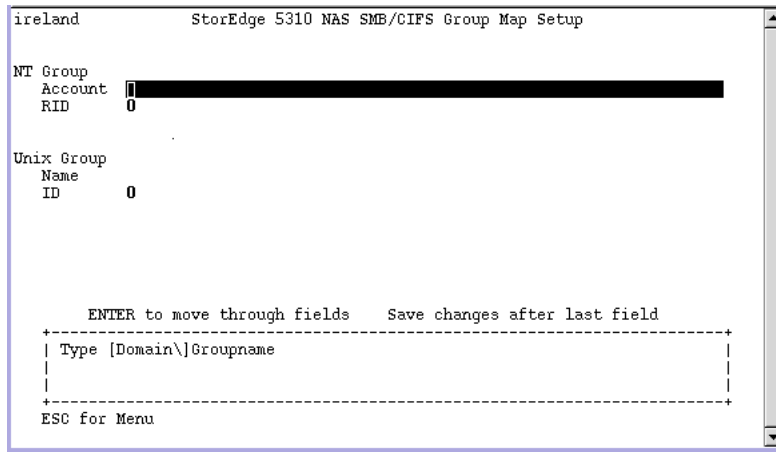 ireland StorEdge 5310 NAS SMB/CIFS Group Map Setup
NT Group
Account
RID 0
Unix Group
Name
ID 0
ENTER to move through fields Save changes after last field
Type [Domain\]Groupname
ESC for Menu